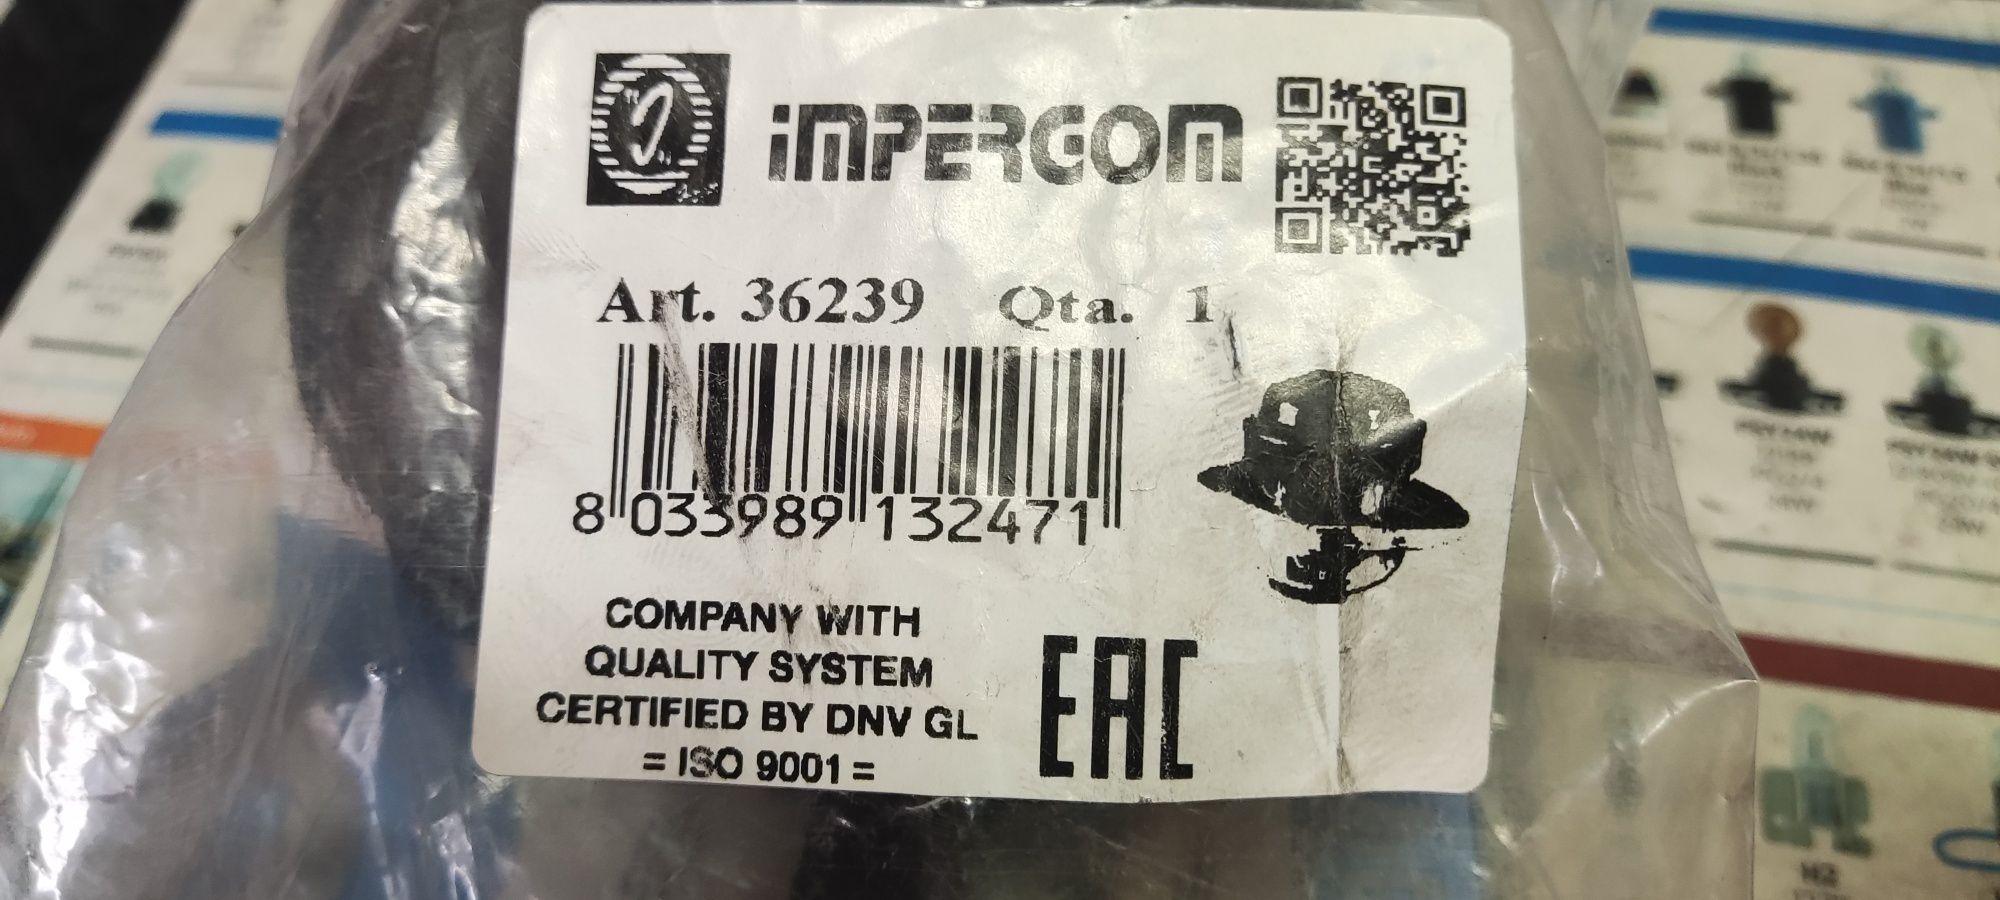 iMPERGOM
Art. 36239 Qta. 1
8 033989 132471
COMPANY WITH
QUALITY SYSTEM
CERTIFIED BY DNV GL
= ISO 9001 =
EAC
H2